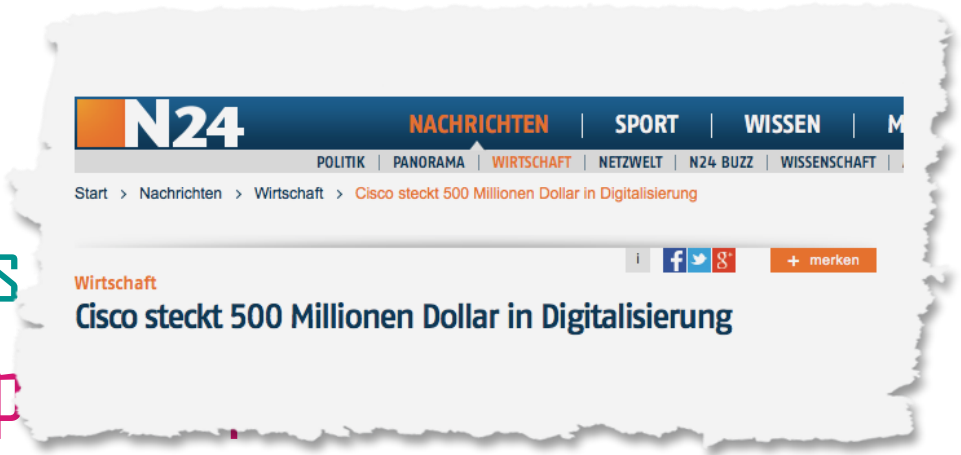 N24
NACHRICHTEN | SPORT | WISSEN | M
POLITIK | PANORAMA | WIRTSCHAFT | NETZWELT | N24 BUZZ | WISSENSCHAFT |
Start > Nachrichten > Wirtschaft > Cisco steckt 500 Millionen Dollar in Digitalisierung
i f 8+ + merken
Wirtschaft
Cisco steckt 500 Millionen Dollar in Digitalisierung